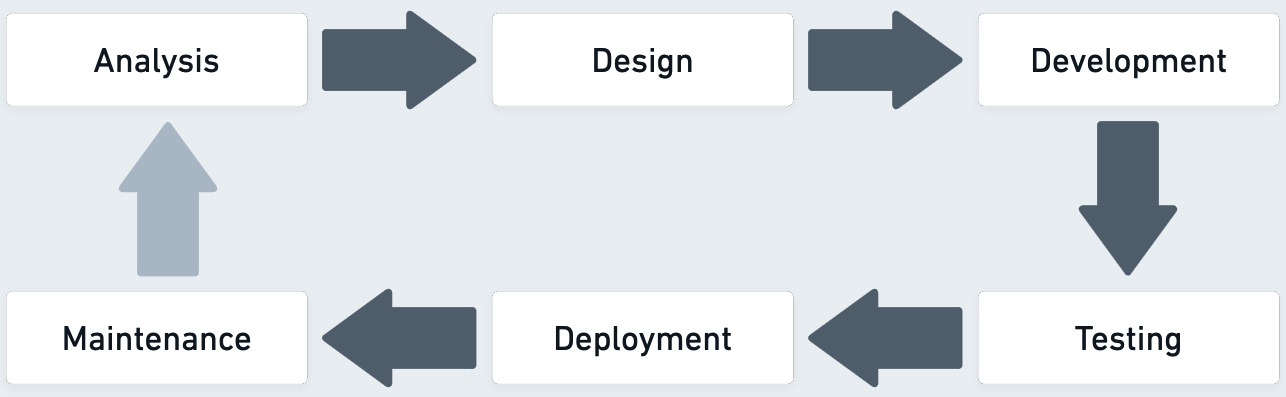 Analysis
Design
Development
Maintenance
Deployment
Testing